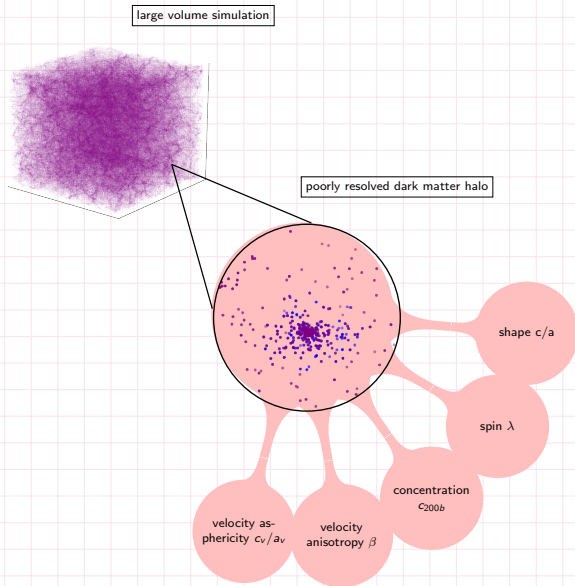 large volume simulation
poorly resolved dark matter halo
shape c/a
spin λ
concentration
c200b
velocity as-
phericity cv/av
velocity
anisotropy β